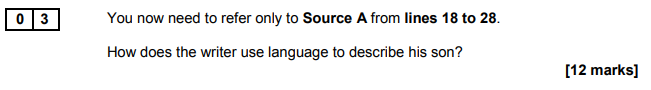 0 3 You now need to refer only to Source A from lines 18 to 28.
How does the writer use language to describe his son?
[12 marks]